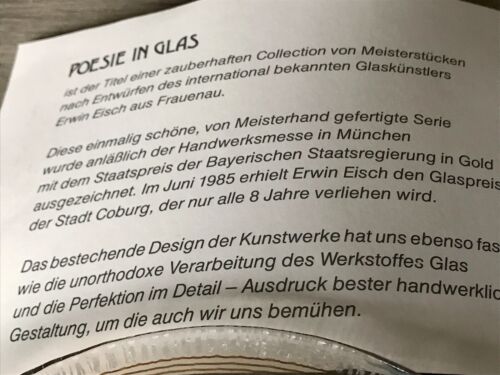 POESIE IN GLAS
ist der Titel einer zauberhaften Collection von Meisterstücken
nach Entwürfen des international bekannten Glaskünstlers
Erwin Eisch aus Frauenau.
Diese einmalig schöne, von Meisterhand gefertigte Serie
wurde anläßlich der Handwerksmesse in München
mit dem Staatspreis der Bayerischen Staatsregierung in Gold
ausgezeichnet. Im Juni 1985 erhielt Erwin Eisch den Glaspreis
der Stadt Coburg, der nur alle 8 Jahre verliehen wird.
Das bestechende Design der Kunstwerke hat uns ebenso fas
wie die unorthodoxe Verarbeitung des Werkstoffes Glas
und die Perfektion im Detail – Ausdruck bester handwerklic
Gestaltung, um die auch wir uns bemühen.